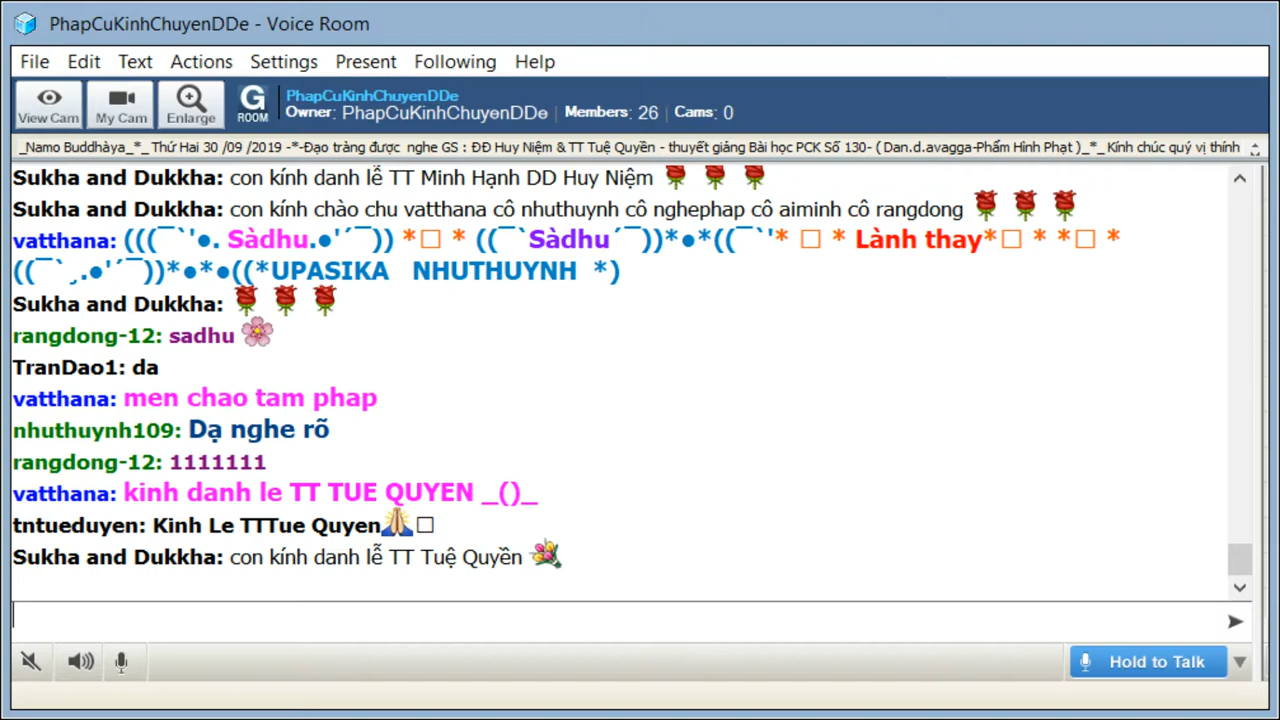 PhapCuKinhChuyenDDe - Voice Room
File Edit Text Actions Settings Present Following Help
View Cam My Cam Enlarge G ROOM PhapCuKinhChuyenDDe
Owner: PhapCuKinhChuyenDDe | Members: 26 | Cams: 0
_Namo Buddhàya_*_ Thứ Hai 30 /09 /2019 -*-Đạo tràng được nghe GS : ĐĐ Huy Niệm & TT Tuệ Quyền - thuyết giảng Bài học PCK Số 130- ( Dan.d.avagga-Phẩm Hình Phạt )_*_ Kính chúc quý vị thính
Sukha and Dukkha: con kính danh lễ TT Minh Hạnh DD Huy Niệm 🌹 🌹 🌹
Sukha and Dukkha: con kính chào chu vatthana cô nhuthuynh cô nghephap cô aiminh cô rangdong 🌹 🌹 🌹
vatthana: (((¯`'●. Sàdhu.●'´¯)) *□ * ((¯`Sàdhu´¯))*●*((¯`'* □ * Lành thay*□ * *□ *
((¯`¸.●'´¯))*●*●((*UPASIKA NHUTHUYNH *)
Sukha and Dukkha: 🌹 🌹 🌹
rangdong-12: sadhu 🌸
TranDao1: da
vatthana: men chao tam phap
nhuthuynh109: Dạ nghe rõ
rangdong-12: 1111111
vatthana: kinh danh le TT TUE QUYEN _()_
tntueduyen: Kinh Le TTTue Quyen🙏□
Sukha and Dukkha: con kính danh lễ TT Tuệ Quyền 💐
Hold to Talk